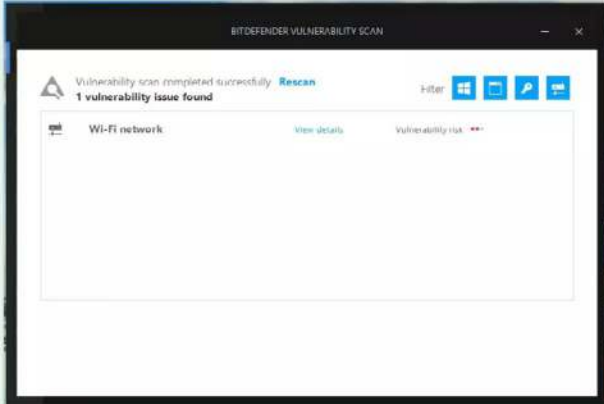 BITDEFENDER VULNERABILITY SCAN
Vulnerability scan completed successfully Rescan
1 vulnerability issue found
Filter
Wi-Fi network View details Vulnerability risk